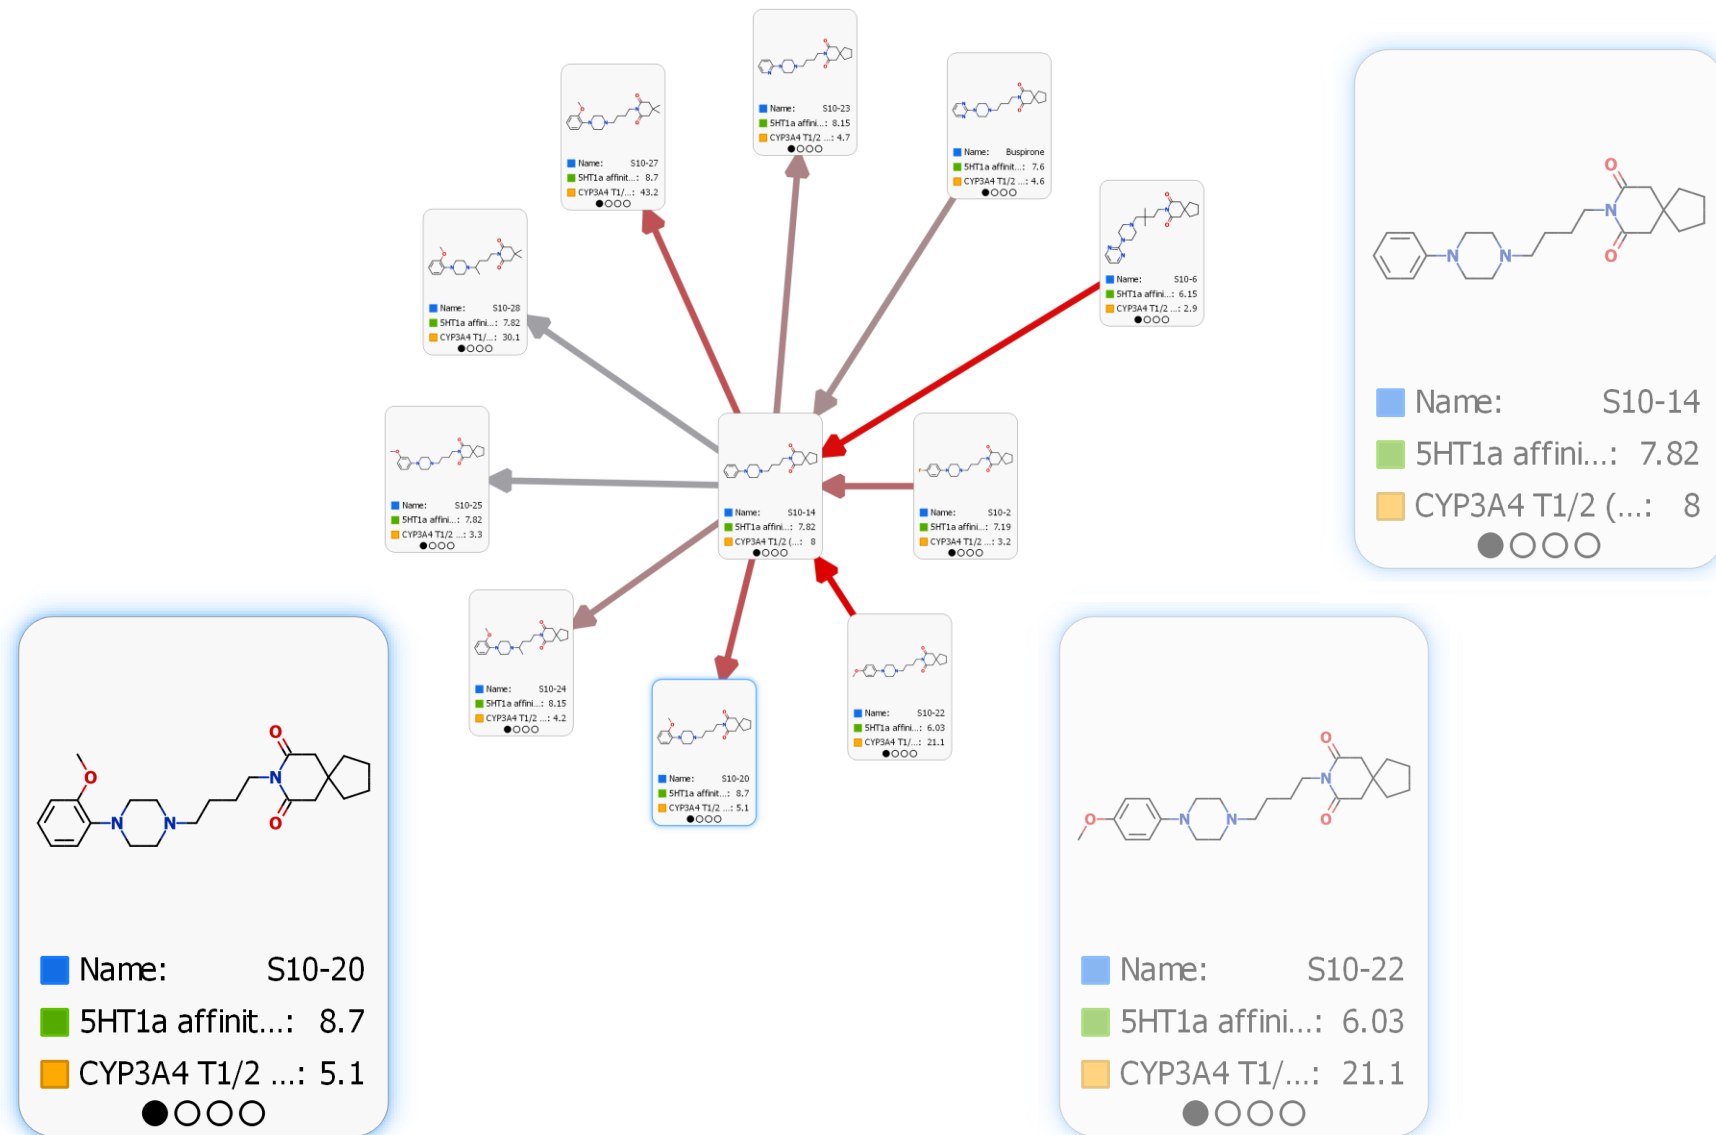 Name: S10-23
5HT1a affini...: 8.15
CYP3A4 T1/2 ...: 4.7
Name: S10-27
5HT1a affinit...: 8.7
CYP3A4 T1/...: 43.2
Name: Buspirone
5HT1a affinit...: 7.6
CYP3A4 T1/2 ...: 4.6
Name: S10-6
5HT1a affini...: 6.15
CYP3A4 T1/2 ...: 2.9
Name: S10-28
5HT1a affini...: 7.82
CYP3A4 T1/...: 30.1
O
N
N
N
O
Name: S10-14
5HT1a affini...: 7.82
CYP3A4 T1/2 (...: 8
Name: S10-25
5HT1a affini...: 7.82
CYP3A4 T1/2 ...: 3.3
Name: S10-14
5HT1a affini...: 7.82
CYP3A4 T1/2 (...: 8
Name: S10-2
5HT1a affini...: 7.19
CYP3A4 T1/2 ...: 3.2
Name: S10-24
5HT1a affini...: 8.15
CYP3A4 T1/2 ...: 4.2
Name: S10-20
5HT1a affinit...: 8.7
CYP3A4 T1/2 ...: 5.1
Name: S10-22
5HT1a affini...: 6.03
CYP3A4 T1/...: 21.1
O
O
N
N
N
O
Name: S10-20
5HT1a affinit...: 8.7
CYP3A4 T1/2 ...: 5.1
O
N
O
N
N
O
Name: S10-22
5HT1a affini...: 6.03
CYP3A4 T1/...: 21.1